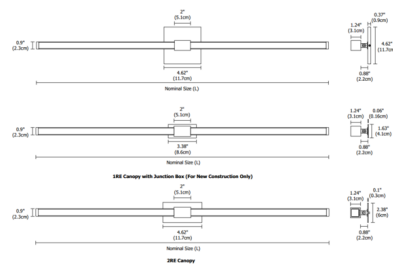 2"
(5.1cm)
0.9"
(2.3cm)
4.62"
(11.7cm)
Nominal Size (L)
0.37"
(0.9cm)
1.24"
(3.1cm)
4.62"
(11.7cm)
0.88"
(2.2cm)
2"
(5.1cm)
0.9"
(2.3cm)
3.38"
(8.6cm)
Nominal Size (L)
1.24"
(3.1cm)
0.06"
(0.16cm)
1.63"
(4.1cm)
0.88"
(2.2cm)
1RE Canopy with Junction Box (For New Construction Only)
2"
(5.1cm)
0.9"
(2.3cm)
4.62"
(11.7cm)
Nominal Size (L)
1.24"
(3.1cm)
0.1"
(0.3cm)
2.38"
(6cm)
0.88"
(2.2cm)
2RE Canopy